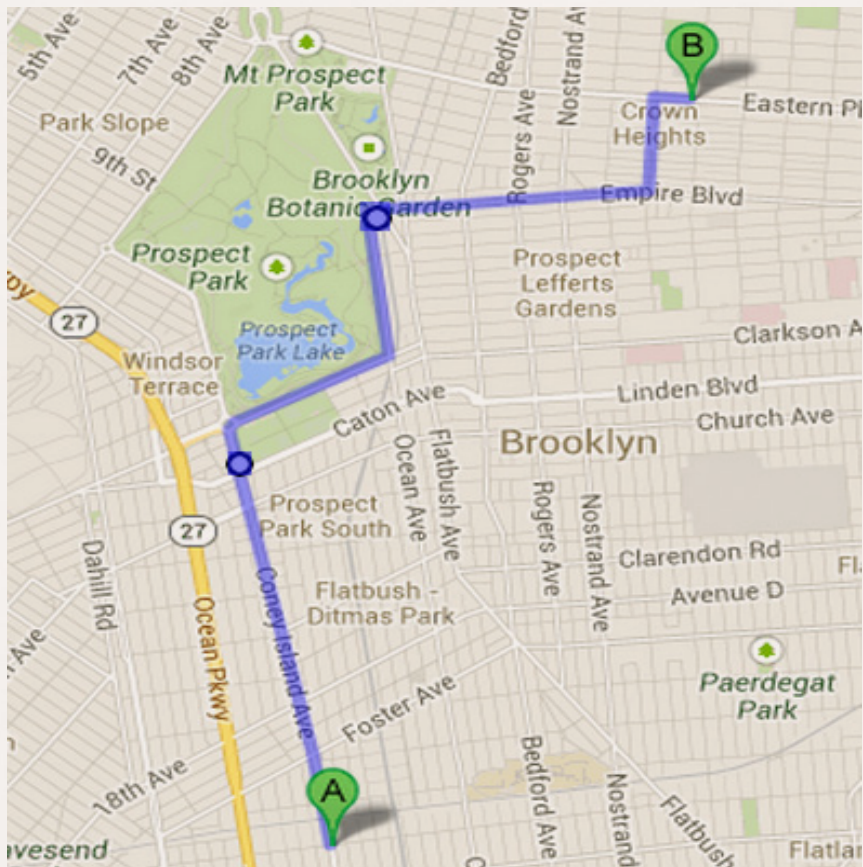 5th Ave
7th Ave
8th Ave
Mt Prospect
Park
Bedford
Nostrand Av
B
Park Slope
Rogers Ave
Crown
Heights
Eastern P
9th St
Brooklyn
Botanic Garden
Empire Blvd
Prospect
Park
Prospect
Lefferts
Gardens
27
Prospect
Park Lake
Clarkson A
Windsor
Terrace
Linden Blvd
Caton Ave
Church Ave
Brooklyn
Ocean Ave
Flatbush Ave
Prospect
Park South
27
Rogers Ave
Nostrand Ave
Clarendon Rd
Dahill Rd
Coney Island Ave
Flatbush -
Ditmas Park
Fl
Avenue D
Ocean Pkwy
Ave
Foster Ave
Paerdegat
Park
18th Ave
A
Bedford Ave
Nostrand
Flatbush
avesend
Flatlan